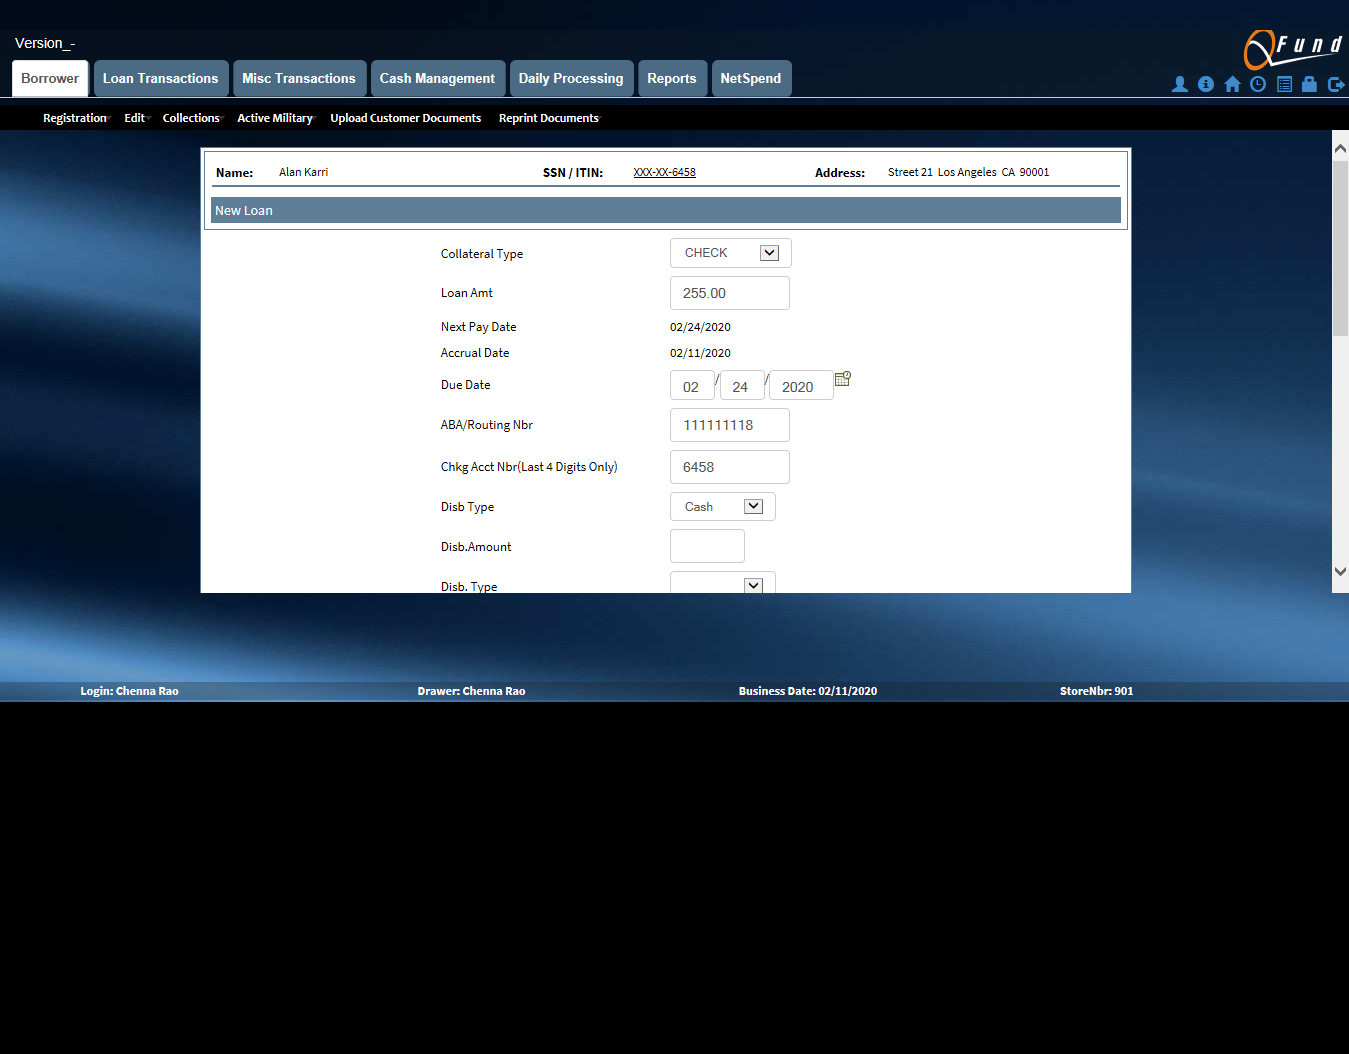 Version_-
Fund
Borrower Loan Transactions Misc Transactions Cash Management Daily Processing Reports NetSpend
Registration Edit Collections Active Military Upload Customer Documents Reprint Documents
Name: Alan Karri SSN / ITIN: XXX-XX-6458 Address: Street 21 Los Angeles CA 90001
New Loan
Collateral Type CHECK
Loan Amt 255.00
Next Pay Date 02/24/2020
Accrual Date 02/11/2020
Due Date 02 / 24 / 2020
ABA/Routing Nbr 111111118
Chkg Acct Nbr(Last 4 Digits Only) 6458
Disb Type Cash
Disb.Amount
Disb. Type
Login: Chenna Rao Drawer: Chenna Rao Business Date: 02/11/2020 StoreNbr: 901